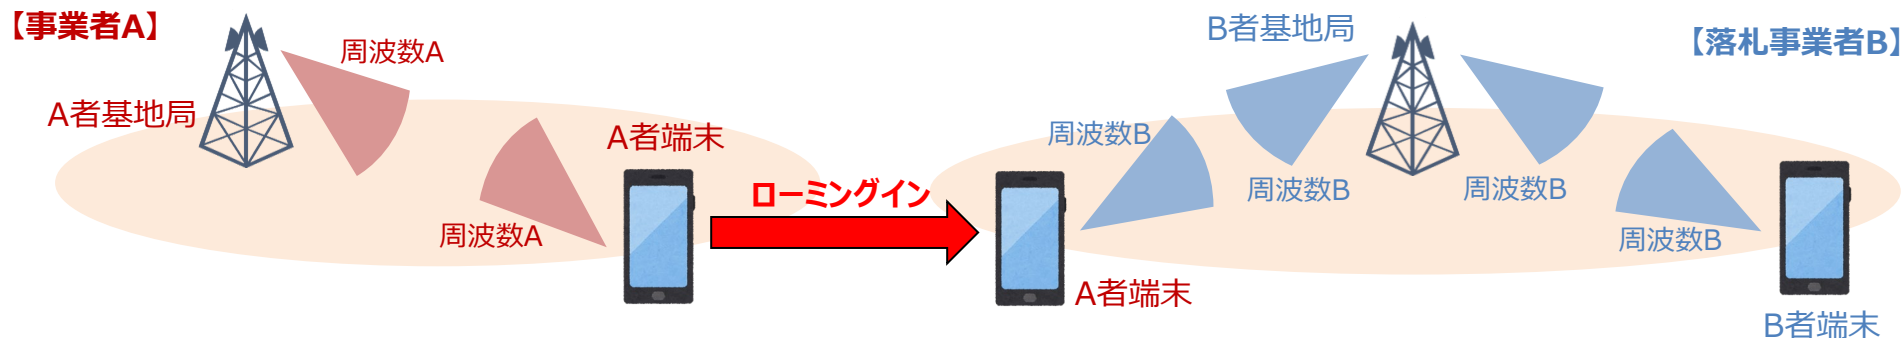 【事業者A】
周波数A
A者基地局
A者端末
周波数A
ローミングイン
B者基地局
【落札事業者B】
周波数B
周波数B
周波数B
周波数B
A者端末
B者端末